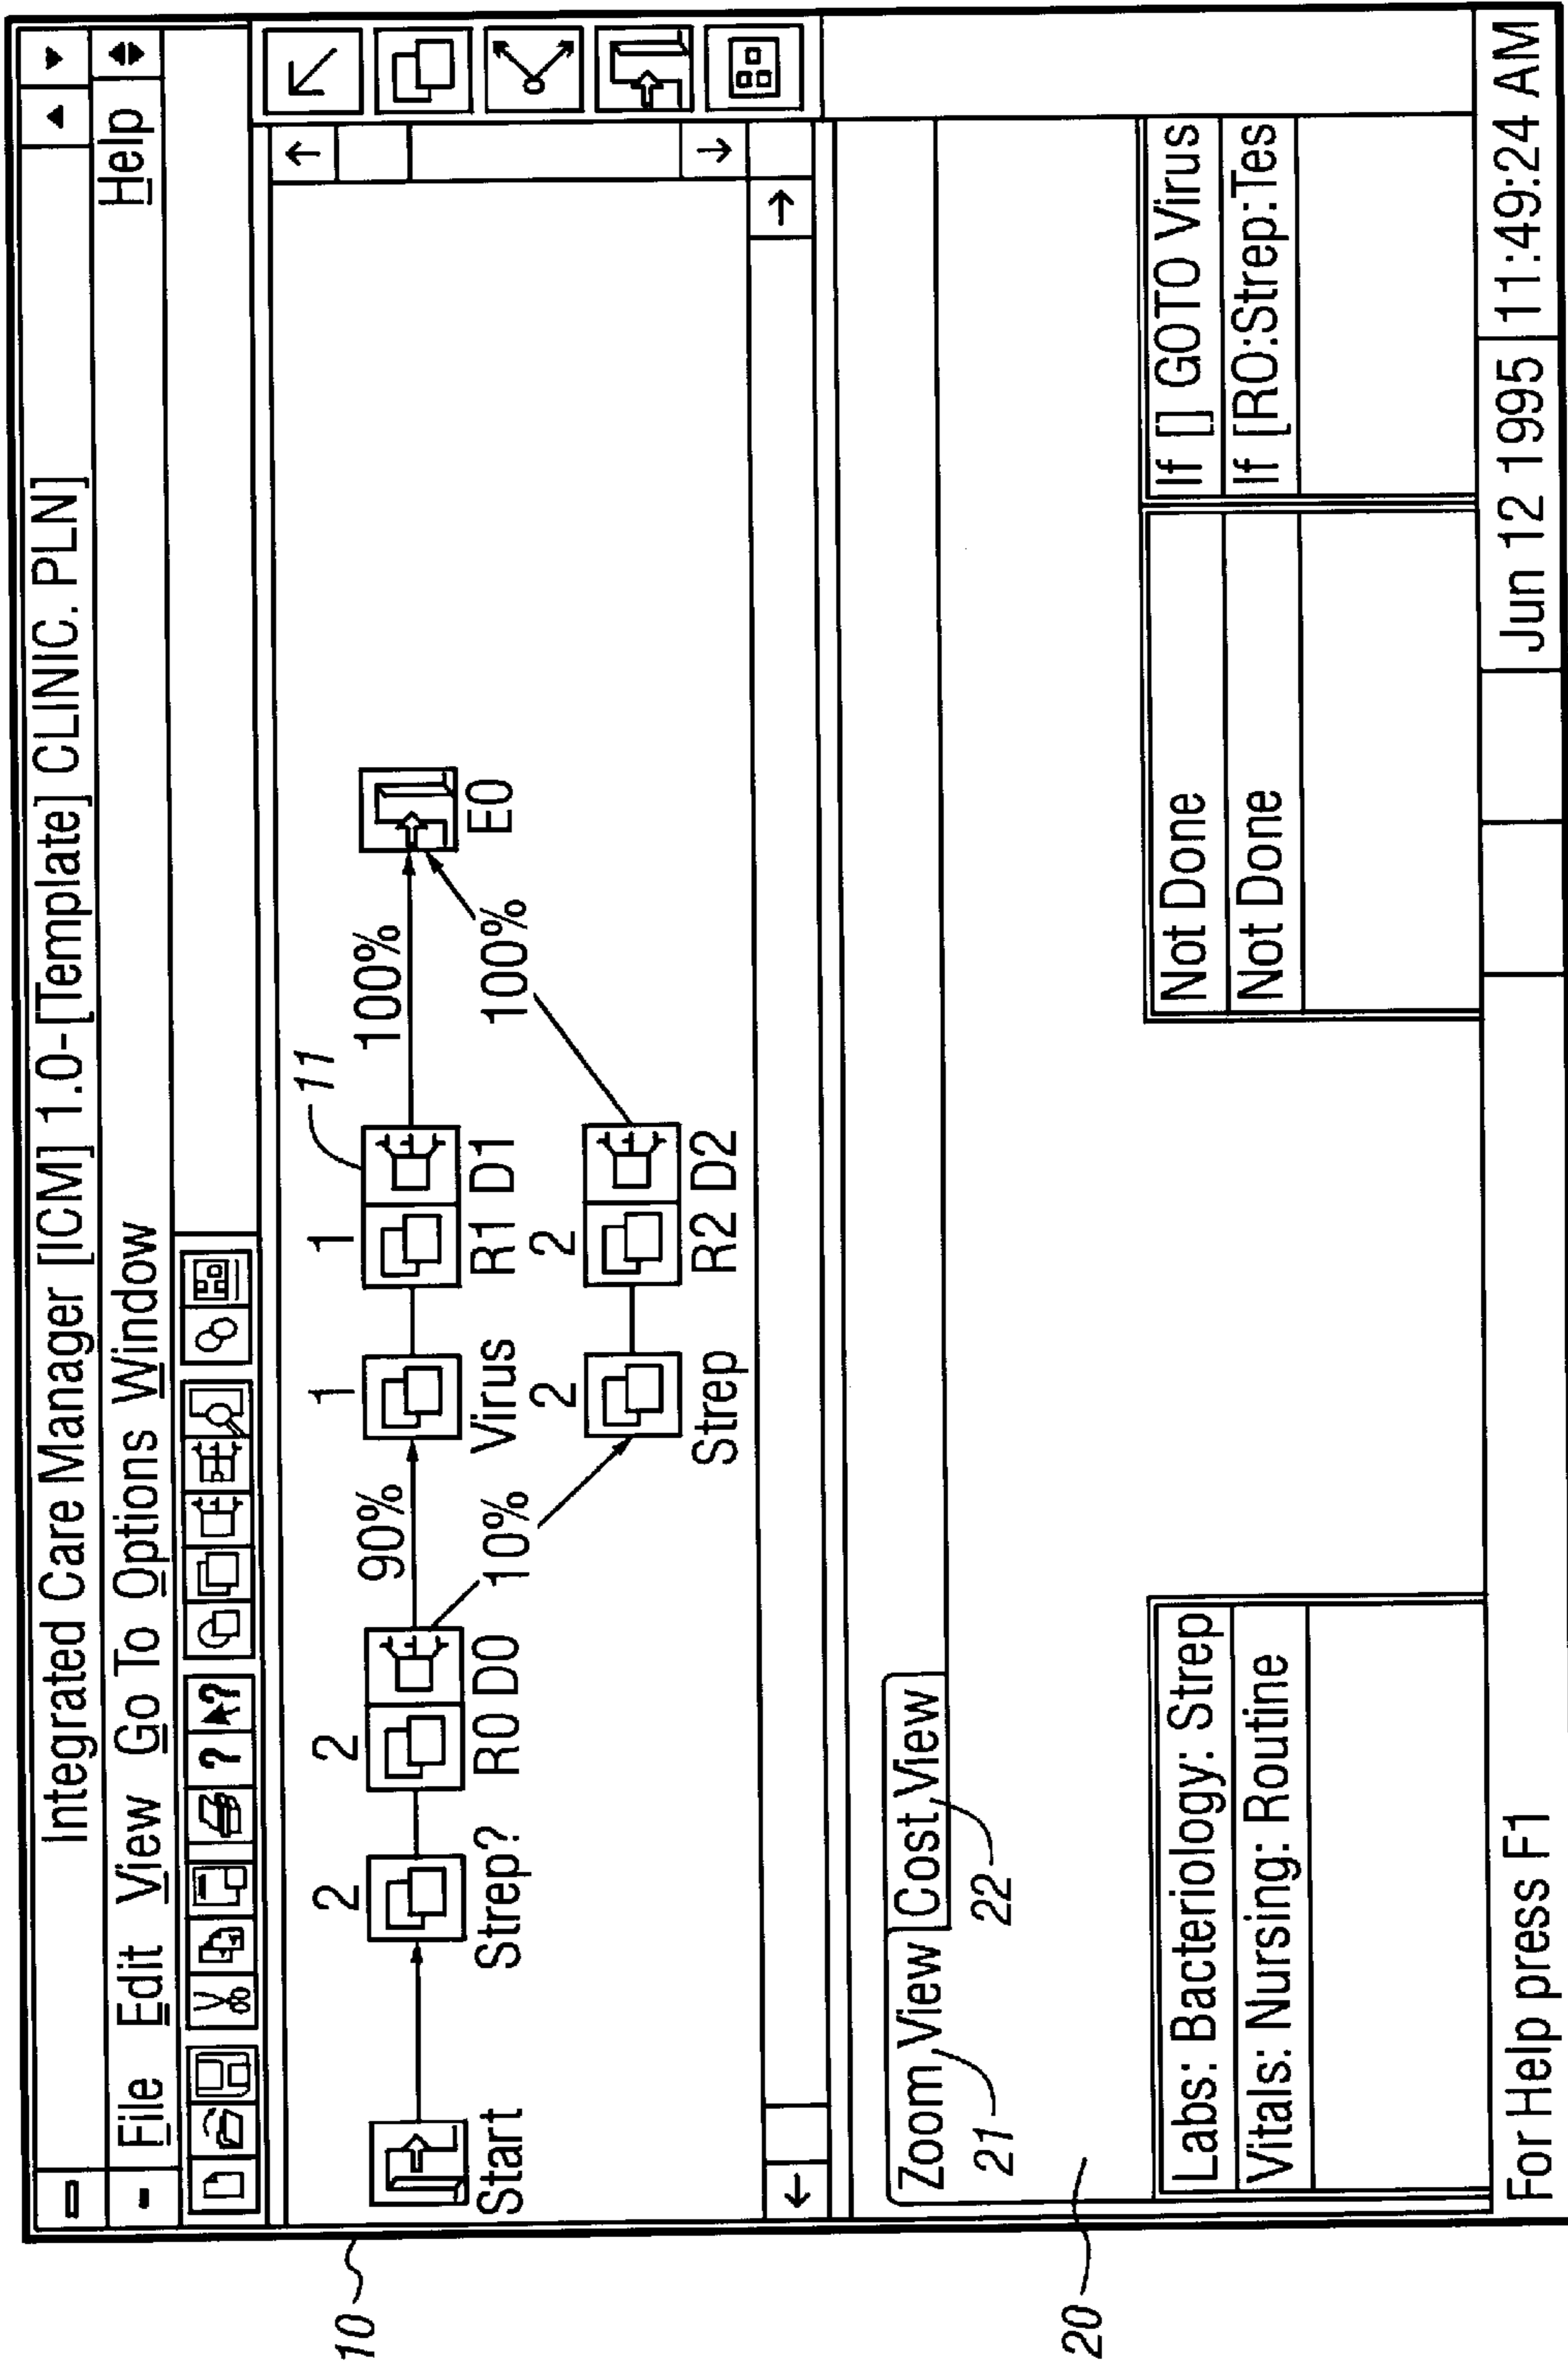 Integrated Care Manager [ICM] 1.0-[Template] CLINIC. PLN]
File Edit View Go To Options Window Help
? ?
2 2 1 1 11
90% 100%
Start Strep? R0 D0 Virus R1 D1 E0
10% 2 2 100%
Strep R2 D2
10
Zoom View Cost View
21 22
20
Labs: Bacteriology: Strep Not Done If [] GOTO Virus
Vitals: Nursing: Routine Not Done If [RO:Strep:Tes
For Help press F1 Jun 12 1995 11:49:24 AM